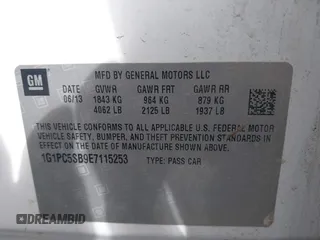 GM
MFD BY GENERAL MOTORS LLC
DATE GVWR GAWR FRT GAWR RR
06/13 1843 KG 964 KG 879 KG
4062 LB 2125 LB 1937 LB
THIS VEHICLE CONFORMS TO ALL APPLICABLE U.S. FEDERAL MOTOR
VEHICLE SAFETY, BUMPER, AND THEFT PREVENTION STANDARDS
IN EFFECT ON THE DATE OF MANUFACTURE SHOWN ABOVE.
1G1PC5SB9E7115253 TYPE: PASS CAR
autobidcar